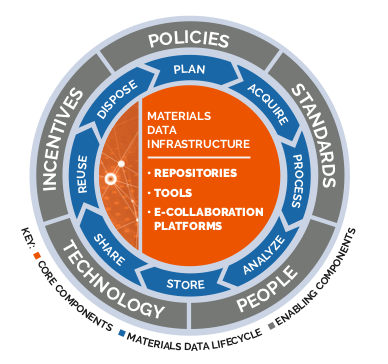 POLICIES
STANDARDS
PEOPLE
TECHNOLOGY
INCENTIVES
PLAN
ACQUIRE
PROCESS
ANALYZE
STORE
SHARE
REUSE
DISPOSE
MATERIALS
DATA
INFRASTRUCTURE
• REPOSITORIES
• TOOLS
• E-COLLABORATION
PLATFORMS
KEY: ■ CORE COMPONENTS ■ MATERIALS DATA LIFECYCLE ■ ENABLING COMPONENTS